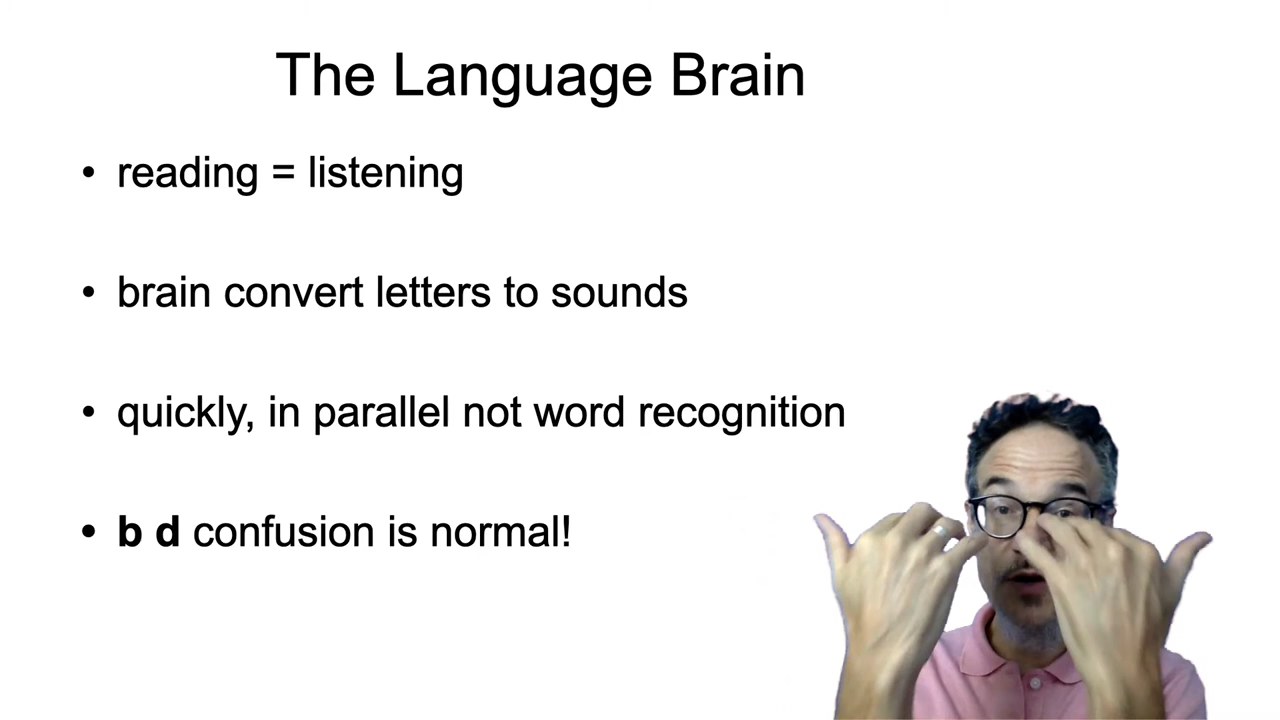 The Language Brain
• reading = listening
• brain convert letters to sounds
• quickly, in parallel not word recognition
• b d confusion is normal!